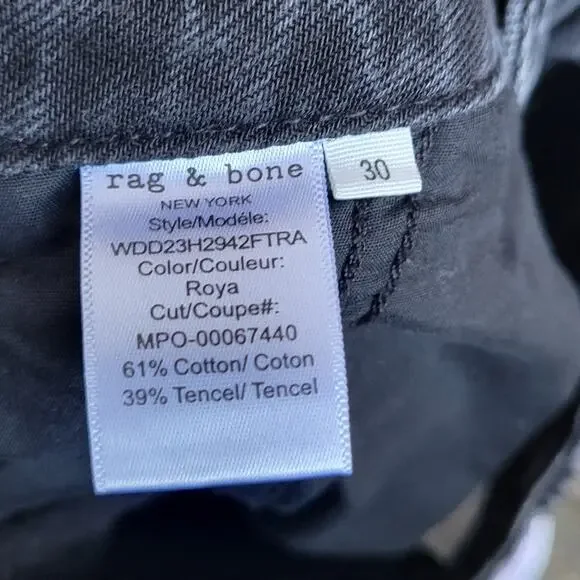 rag & bone
30
NEW YORK
Style/Modéle:
WDD23H2942FTRA
Color/Couleur:
Roya
Cut/Coupe#:
MPO-00067440
61% Cotton/ Coton
39% Tencel/ Tencel